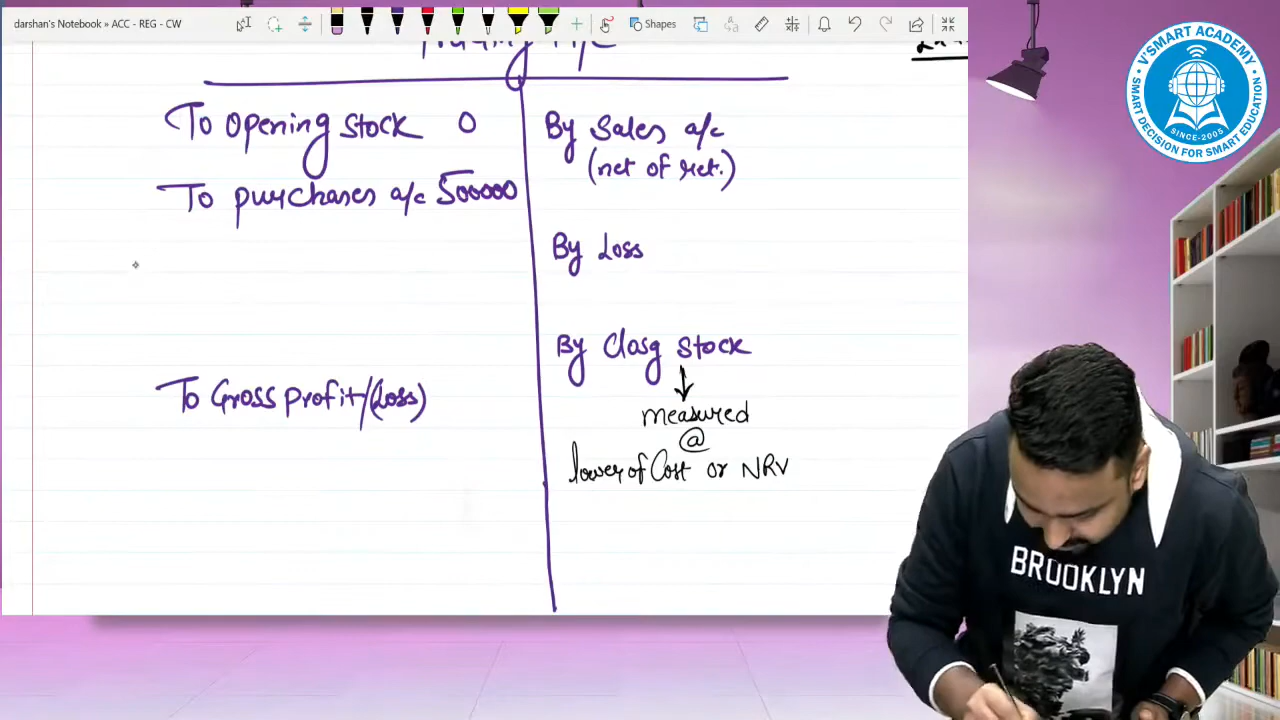 darshan's Notebook » ACC - REG - CW
Shapes
Trading A/c
To opening stock 0
To purchases a/c 500000
To Gross profit/(Loss)
By Sales a/c
(net of ret.)
By Loss
By Closg stock
measured
@
lower of Cost or NRV
V'SMART ACADEMY
SINCE-2005
SMART DECISION FOR SMART EDUCATION
BROOKLYN